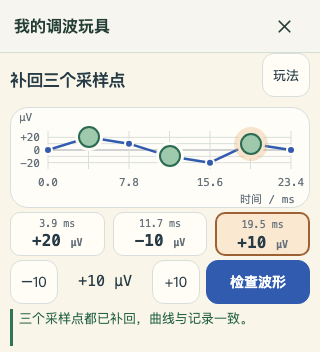 我的调波玩具
补回三个采样点
玩法
μV
+20
0
−20
0.0 7.8 15.6 23.4
时间 / ms
3.9 ms 11.7 ms 19.5 ms
+20 μV −10 μV +10 μV
−10 +10 μV +10 检查波形
三个采样点都已补回，曲线与记录一致。